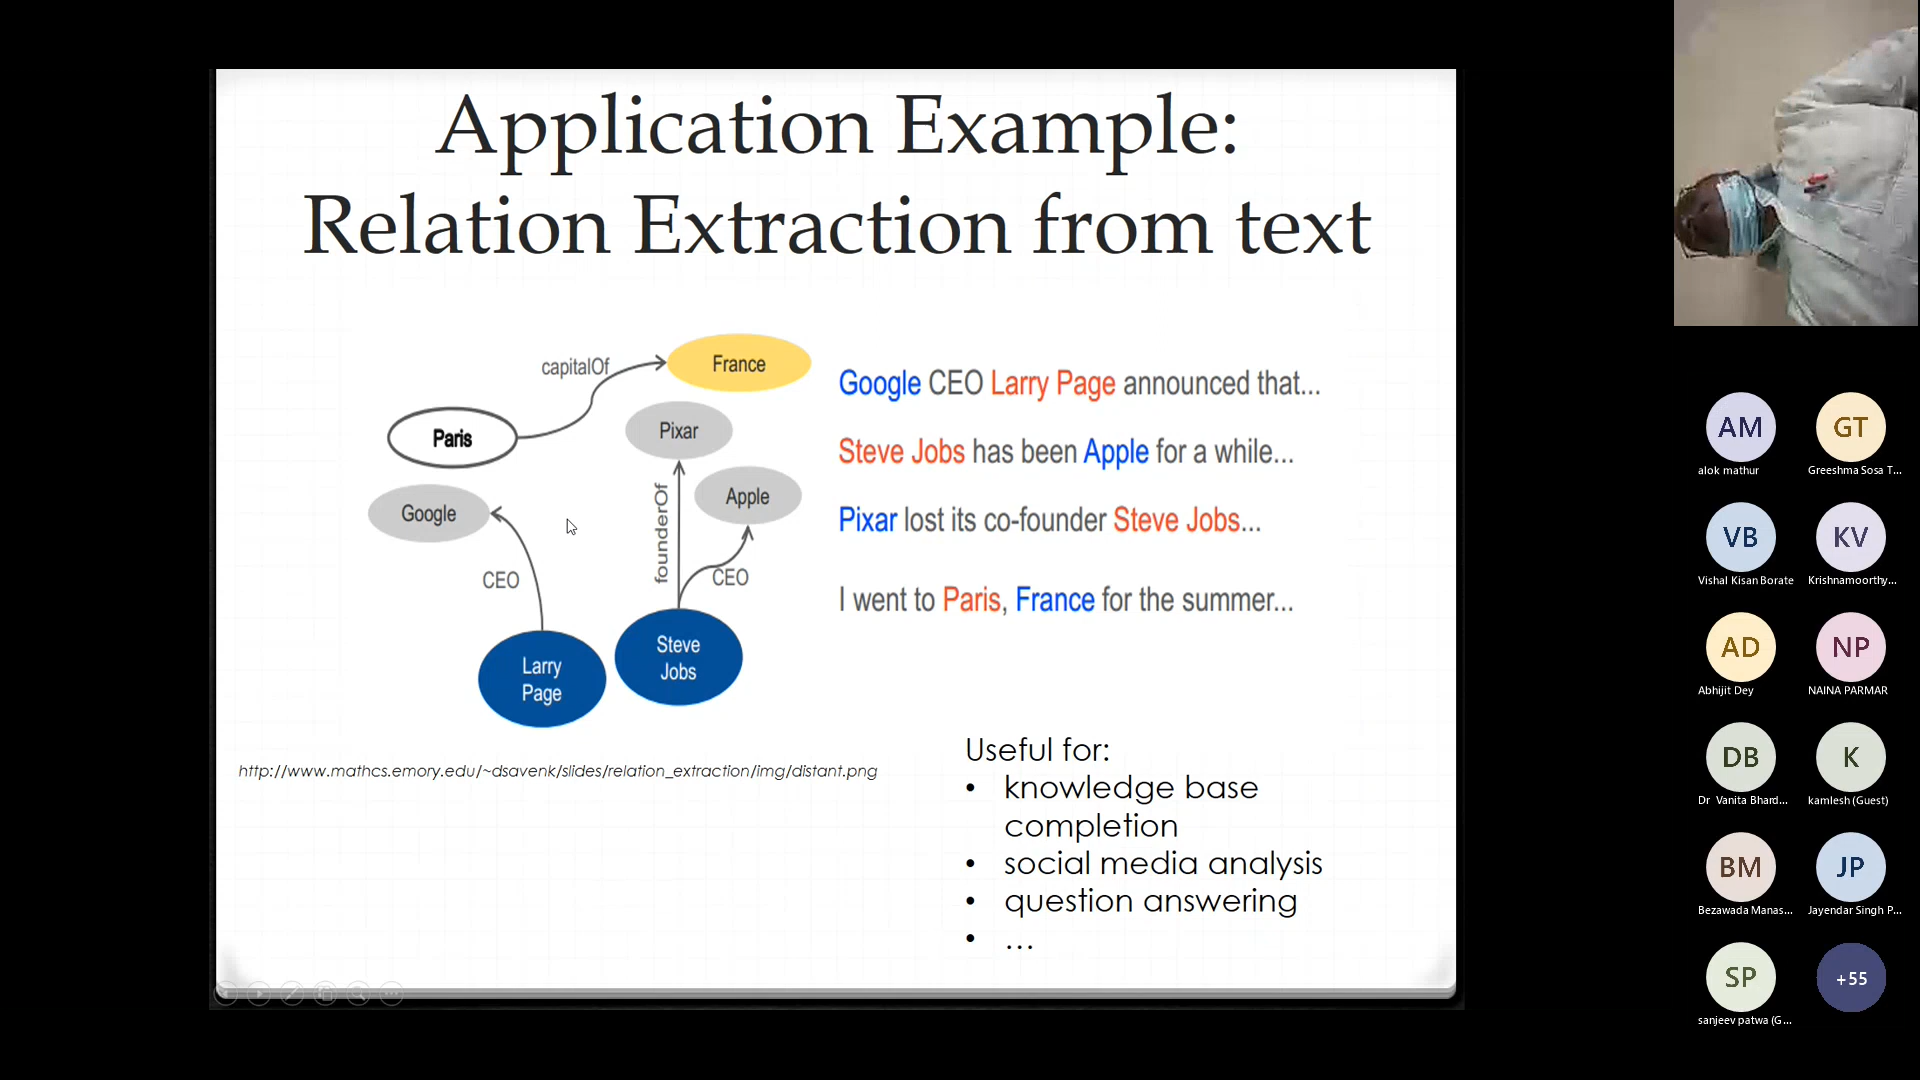 Application Example:
Relation Extraction from text
capitalOf
France
Paris
Pixar
Google
Apple
founderOf
CEO
CEO
Larry
Page
Steve
Jobs
Google CEO Larry Page announced that...
Steve Jobs has been Apple for a while...
Pixar lost its co-founder Steve Jobs...
I went to Paris, France for the summer...
http://www.mathcs.emory.edu/~dsavenk/slides/relation_extraction/img/distant.png
Useful for:
• knowledge base
completion
• social media analysis
• question answering
• ...
AM
alok mathur
GT
Greeshma Sosa T...
VB
Vishal Kisan Borate
KV
Krishnamoorthy...
AD
Abhijit Dey
NP
NAINA PARMAR
DB
Dr Vanita Bhard...
K
kamlesh (Guest)
BM
Bezawada Manas...
JP
Jayendar Singh P...
SP
sanjeev patwa (G...
+55